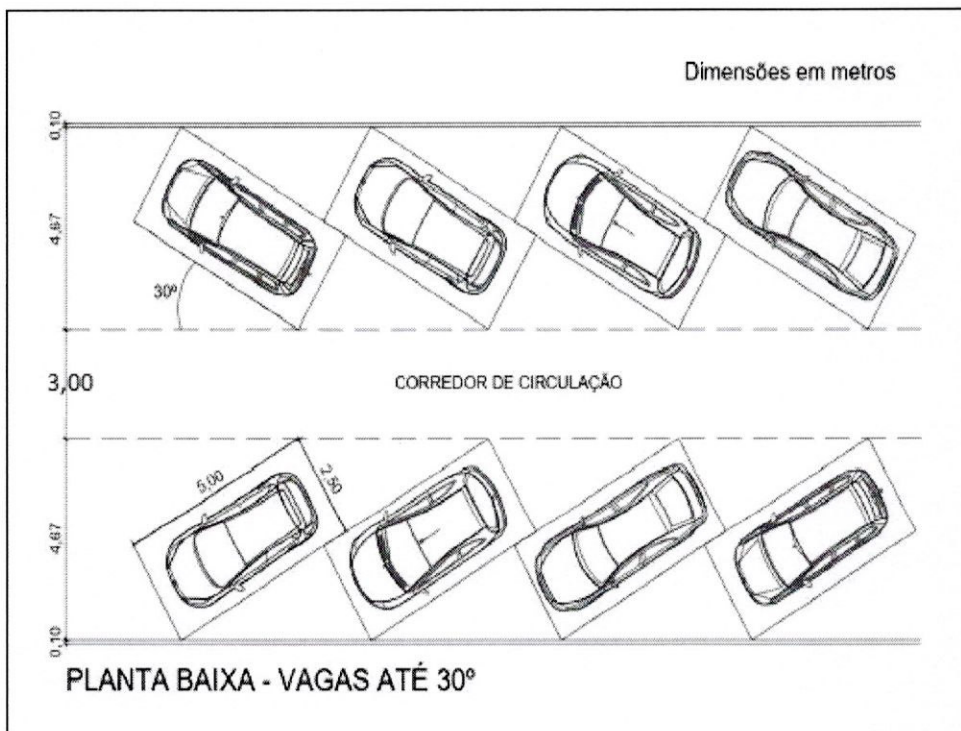 Dimensões em metros
0,10
4,67
30º
3,00
CORREDOR DE CIRCULAÇÃO
5,00
2,50
4,67
0,10
PLANTA BAIXA - VAGAS ATÉ 30º